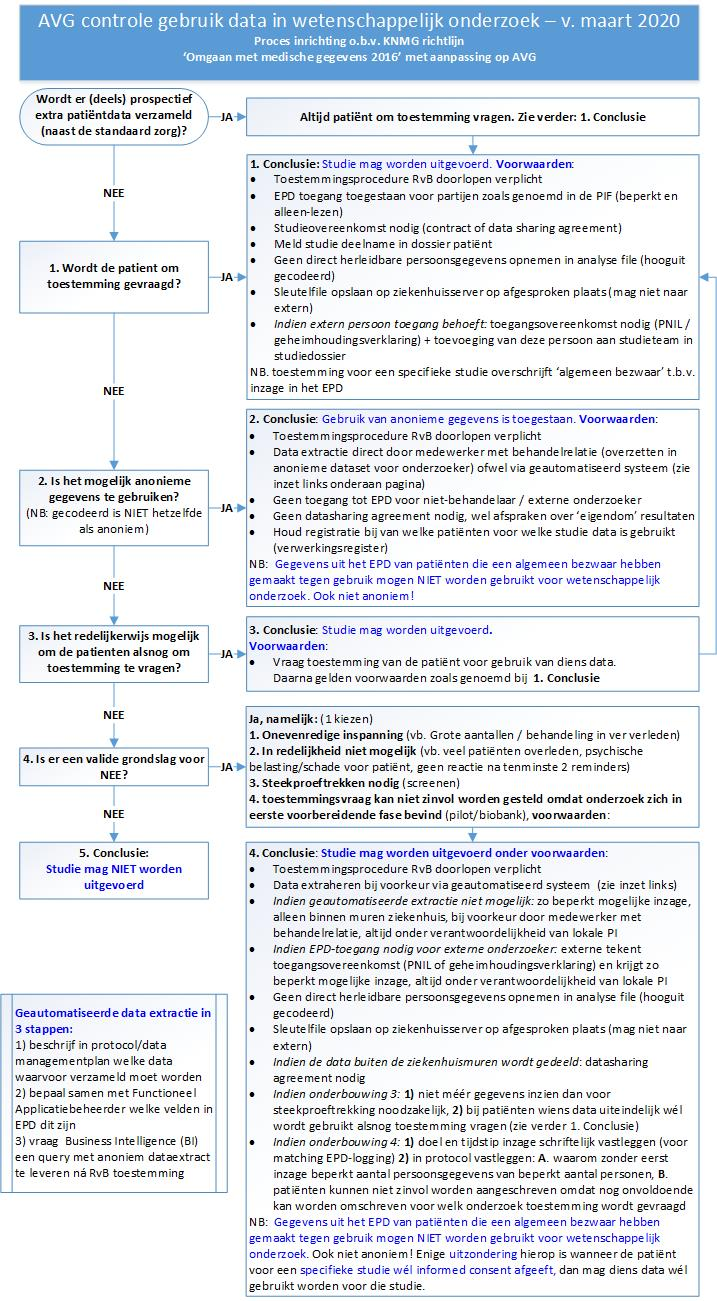 AVG controle gebruik data in wetenschappelijk onderzoek – v. maart 2020
Proces inrichting o.b.v. KNMG richtlijn
'Omgaan met medische gegevens 2016' met aanpassing op AVG
Wordt er (deels) prospectief
extra patiëntdata verzameld
(naast de standaard zorg)?
JA
Altijd patiënt om toestemming vragen. Zie verder: 1. Conclusie
NEE
1. Conclusie: Studie mag worden uitgevoerd. Voorwaarden:
• Toestemmingsprocedure RvB doorlopen verplicht
• EPD toegang toegestaan voor partijen zoals genoemd in de PIF (beperkt en
alleen-lezen)
• Studieovereenkomst nodig (contract of data sharing agreement)
• Meld studie deelname in dossier patiënt
• Geen direct herleidbare persoonsgegevens opnemen in analyse file (hooguit
gecodeerd)
• Sleutelfile opslaan op ziekenhuisserver op afgesproken plaats (mag niet naar
extern)
• Indien extern persoon toegang behoeft: toegangsovereenkomst nodig (PNIL /
geheimhoudingsverklaring) + toevoeging van deze persoon aan studieteam in
studiedossier
NB. toestemming voor een specifieke studie overschrijft 'algemeen bezwaar' t.b.v.
inzage in het EPD
1. Wordt de patient om
toestemming gevraagd?
JA
NEE
2. Conclusie: Gebruik van anonieme gegevens is toegestaan. Voorwaarden:
• Toestemmingsprocedure RvB doorlopen verplicht
• Data extractie direct door medewerker met behandelrelatie (overzetten in
anonieme dataset voor onderzoeker) ofwel via geautomatiseerd systeem (zie
inzet links onderaan pagina)
• Geen toegang tot EPD voor niet-behandelaar / externe onderzoeker
• Geen datasharing agreement nodig, wel afspraken over 'eigendom' resultaten
• Houd registratie bij van welke patiënten voor welke studie data is gebruikt
(verwerkingsregister)
NB: Gegevens uit het EPD van patiënten die een algemeen bezwaar hebben
gemaakt tegen gebruik mogen NIET worden gebruikt voor wetenschappelijk
onderzoek. Ook niet anoniem!
2. Is het mogelijk anonieme
gegevens te gebruiken?
(NB: gecodeerd is NIET hetzelfde
als anoniem)
JA
NEE
3. Is het redelijkerwijs mogelijk
om de patienten alsnog om
toestemming te vragen?
JA
3. Conclusie: Studie mag worden uitgevoerd.
Voorwaarden:
• Vraag toestemming van de patiënt voor gebruik van diens data.
Daarna gelden voorwaarden zoals genoemd bij 1. Conclusie
NEE
4. Is er een valide grondslag voor
NEE?
JA
Ja, namelijk: (1 kiezen)
1. Onevenredige inspanning (vb. Grote aantallen / behandeling in ver verleden)
2. In redelijkheid niet mogelijk (vb. veel patiënten overleden, psychische
belasting/schade voor patiënt, geen reactie na tenminste 2 reminders)
3. Steekproeftrekken nodig (screenen)
4. toestemmingsvraag kan niet zinvol worden gesteld omdat onderzoek zich in
eerste voorbereidende fase bevind (pilot/biobank), voorwaarden:
NEE
5. Conclusie:
Studie mag NIET worden
uitgevoerd
4. Conclusie: Studie mag worden uitgevoerd onder voorwaarden:
• Toestemmingsprocedure RvB doorlopen verplicht
• Data extraheren bij voorkeur via geautomatiseerd systeem (zie inzet links)
• Indien geautomatiseerde extractie niet mogelijk: zo beperkt mogelijke inzage,
alleen binnen muren ziekenhuis, bij voorkeur door medewerker met
behandelrelatie, altijd onder verantwoordelijkheid van lokale PI
• Indien EPD-toegang nodig voor externe onderzoeker: externe tekent
toegangsovereenkomst (PNIL of geheimhoudingsverklaring) en krijgt zo
beperkt mogelijke inzage, altijd onder verantwoordelijkheid van lokale PI
• Geen direct herleidbare persoonsgegevens opnemen in analyse file (hooguit
gecodeerd)
• Sleutelfile opslaan op ziekenhuisserver op afgesproken plaats (mag niet naar
extern)
• Indien de data buiten de ziekenhuismuren wordt gedeeld: datasharing
agreement nodig
• Indien onderbouwing 3: 1) niet méér gegevens inzien dan voor
steekproeftrekking noodzakelijk, 2) bij patiënten wiens data uiteindelijk wél
wordt gebruikt alsnog toestemming vragen (zie verder 1. Conclusie)
• Indien onderbouwing 4: 1) doel en tijdstip inzage schriftelijk vastleggen (voor
matching EPD-logging) 2) in protocol vastleggen: A. waarom zonder eerst
inzage beperkt aantal persoonsgegevens van beperkt aantal personen, B.
patiënten kunnen niet zinvol worden aangeschreven omdat nog onvoldoende
kan worden omschreven voor welk onderzoek toestemming wordt gevraagd
NB: Gegevens uit het EPD van patiënten die een algemeen bezwaar hebben
gemaakt tegen gebruik mogen NIET worden gebruikt voor wetenschappelijk
onderzoek. Ook niet anoniem! Enige uitzondering hierop is wanneer de patiënt
voor een specifieke studie wél informed consent afgeeft, dan mag diens data wél
gebruikt worden voor die studie.
Geautomatiseerde data extractie in
3 stappen:
1) beschrijf in protocol/data
managementplan welke data
waarvoor verzameld moet worden
2) bepaal samen met Functioneel
Applicatiebeheerder welke velden in
EPD dit zijn
3) vraag Business Intelligence (BI)
een query met anoniem dataextract
te leveren ná RvB toestemming